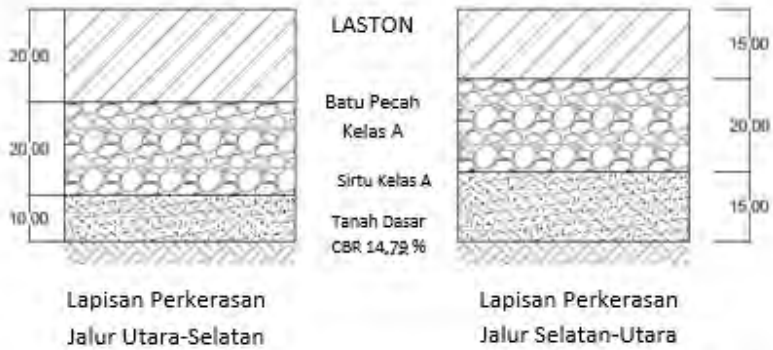 LASTON
20,00
15,00
Batu Pecah
Kelas A
20,00
20,00
Sirtu Kelas A
10,00
Tanah Dasar
CBR 14,79 %
15,00
Lapisan Perkerasan
Jalur Utara-Selatan
Lapisan Perkerasan
Jalur Selatan-Utara